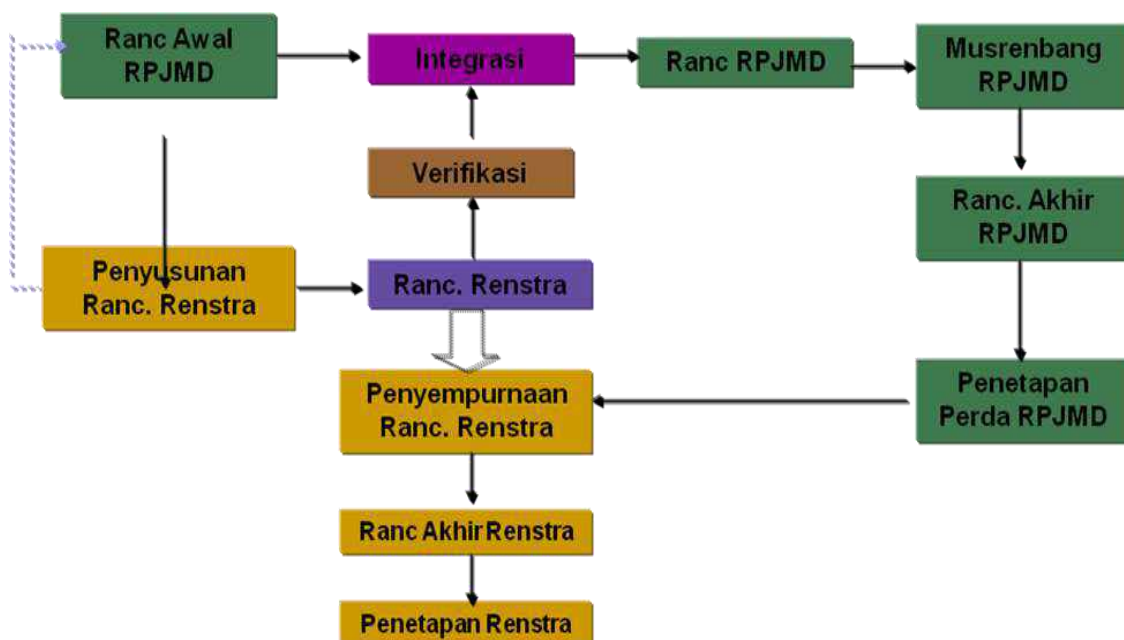 Ranc Awal
RPJMD
Integrasi
Ranc RPJMD
Musrenbang
RPJMD
Verifikasi
Ranc. Akhir
RPJMD
Penyusunan
Ranc. Renstra
Ranc. Renstra
Penyempurnaan
Ranc. Renstra
Penetapan
Perda RPJMD
Ranc Akhir Renstra
Penetapan Renstra